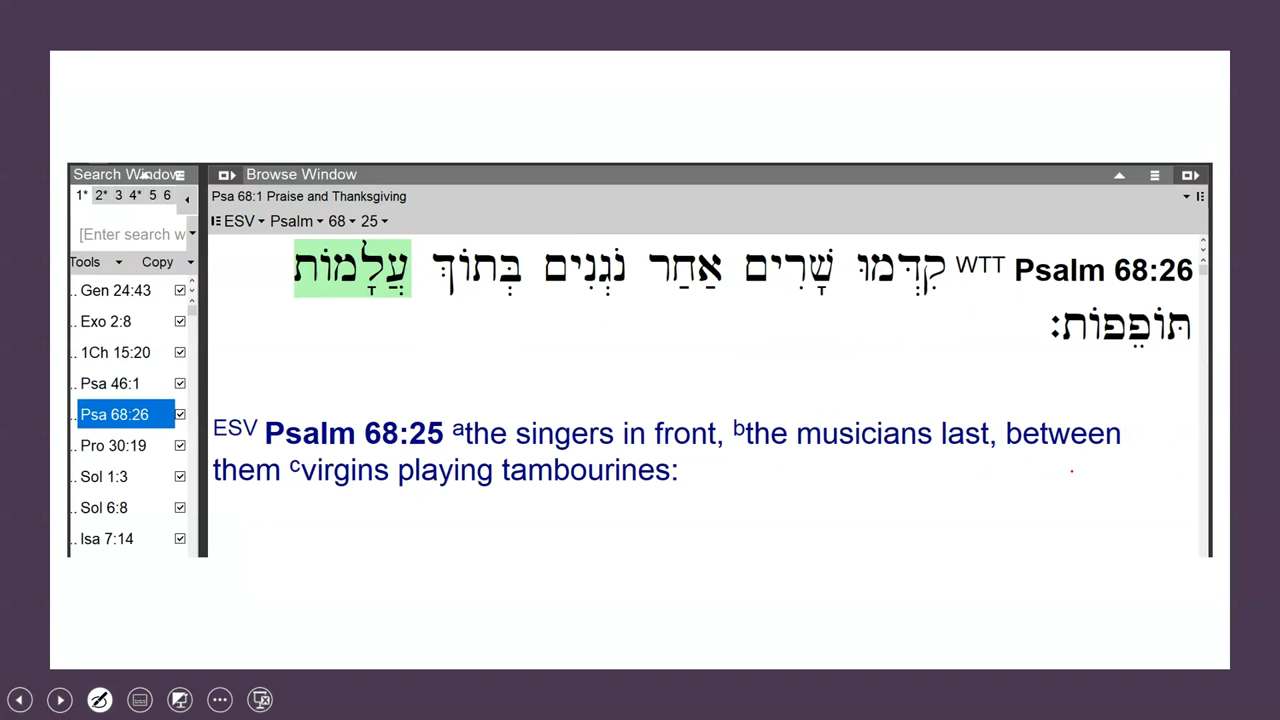 Search Window
Browse Window
1* 2* 3 4* 5 6
Psa 68:1 Praise and Thanksgiving
[Enter search w
ESV Psalm 68 25
Tools Copy
.. Gen 24:43
.. Exo 2:8
.. 1Ch 15:20
.. Psa 46:1
.. Psa 68:26
.. Pro 30:19
.. Sol 1:3
.. Sol 6:8
.. Isa 7:14
WTT Psalm 68:26 קִדְּמוּ שָׁרִים אַחַר נֹגְנִים בְּתוֹךְ עֲלָמוֹת
תּוֹפֵפוֹת׃
ESV Psalm 68:25 athe singers in front, bthe musicians last, between
them cvirgins playing tambourines: